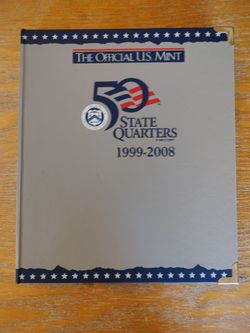 THE OFFICIAL U.S. MINT
50
STATE
QUARTERS
1999-2008